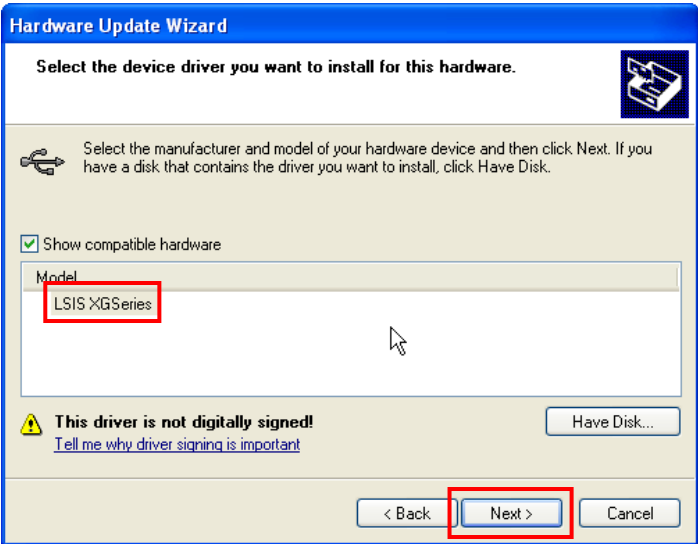 Hardware Update Wizard
Select the device driver you want to install for this hardware.
Select the manufacturer and model of your hardware device and then click Next. If you
have a disk that contains the driver you want to install, click Have Disk.
Show compatible hardware
Model
LSIS XGSeries
This driver is not digitally signed!
Have Disk...
Tell me why driver signing is important
< Back
Next >
Cancel